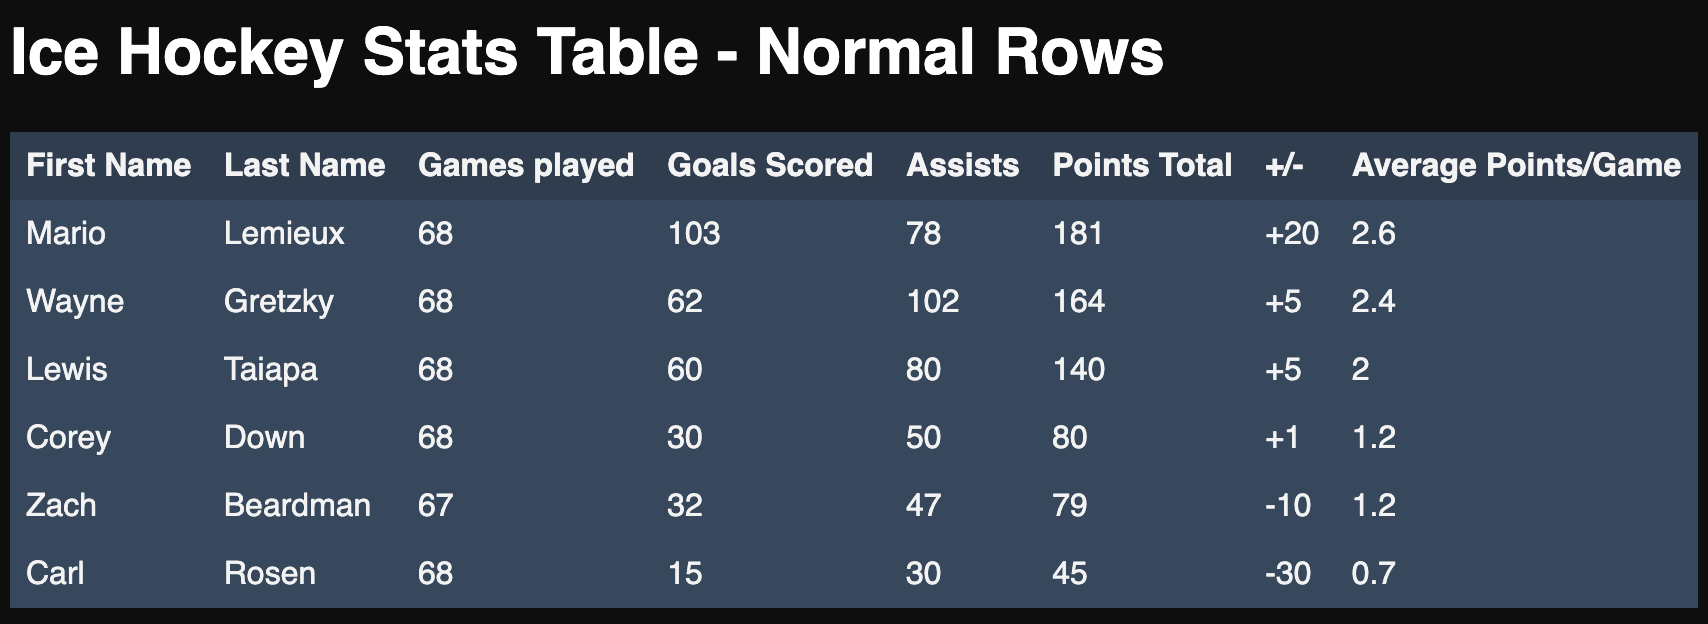 Ice Hockey Stats Table - Normal Rows
First Name Last Name Games played Goals Scored Assists Points Total +/- Average Points/Game
Mario Lemieux 68 103 78 181 +20 2.6
Wayne Gretzky 68 62 102 164 +5 2.4
Lewis Taiapa 68 60 80 140 +5 2
Corey Down 68 30 50 80 +1 1.2
Zach Beardman 67 32 47 79 -10 1.2
Carl Rosen 68 15 30 45 -30 0.7